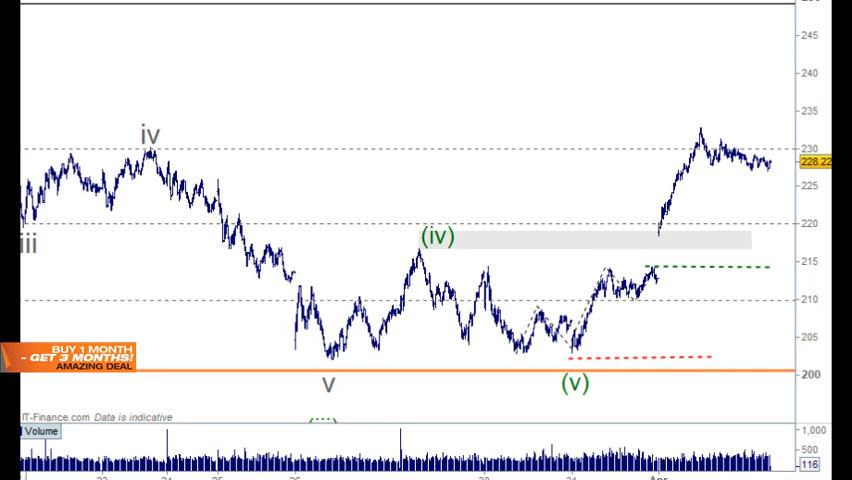 245
240
235
230
228.22
225
220
215
210
205
200
iv
iii
(iv)
v
(v)
(iii)
BUY 1 MONTH
- GET 3 MONTHS!
AMAZING DEAL
IT-Finance.com Data is indicative
Volume
1,000
500
116
23
24
25
26
30
31
Apr